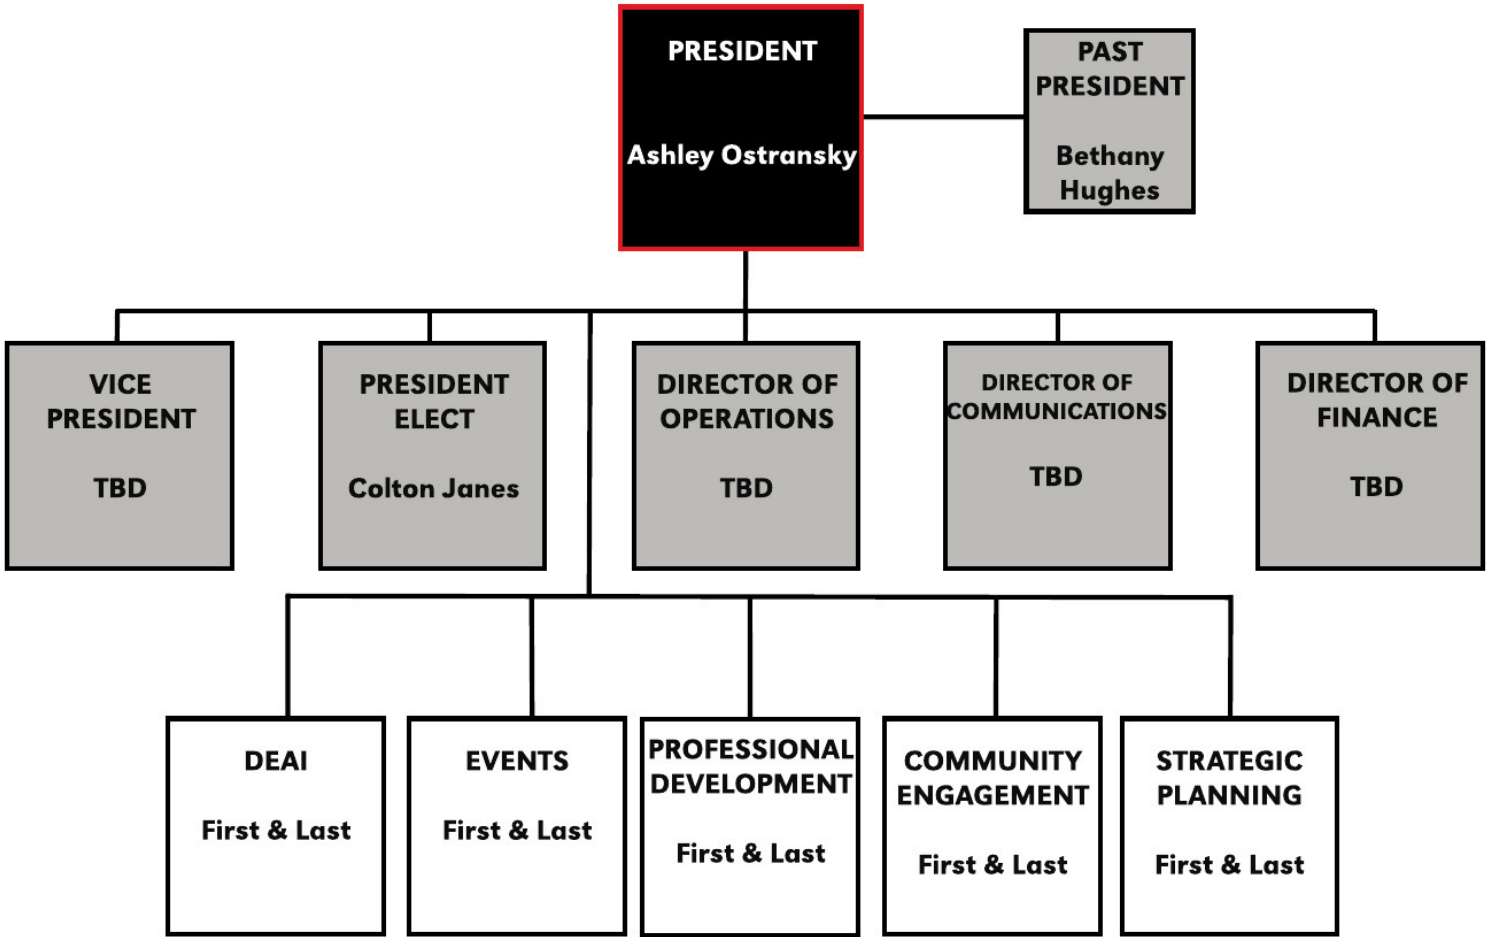 PRESIDENT
Ashley Ostransky
PAST
PRESIDENT
Bethany
Hughes
VICE
PRESIDENT
TBD
PRESIDENT
ELECT
Colton Janes
DIRECTOR OF
OPERATIONS
TBD
DIRECTOR OF
COMMUNICATIONS
TBD
DIRECTOR OF
FINANCE
TBD
DEAI
First & Last
EVENTS
First & Last
PROFESSIONAL
DEVELOPMENT
First & Last
COMMUNITY
ENGAGEMENT
First & Last
STRATEGIC
PLANNING
First & Last